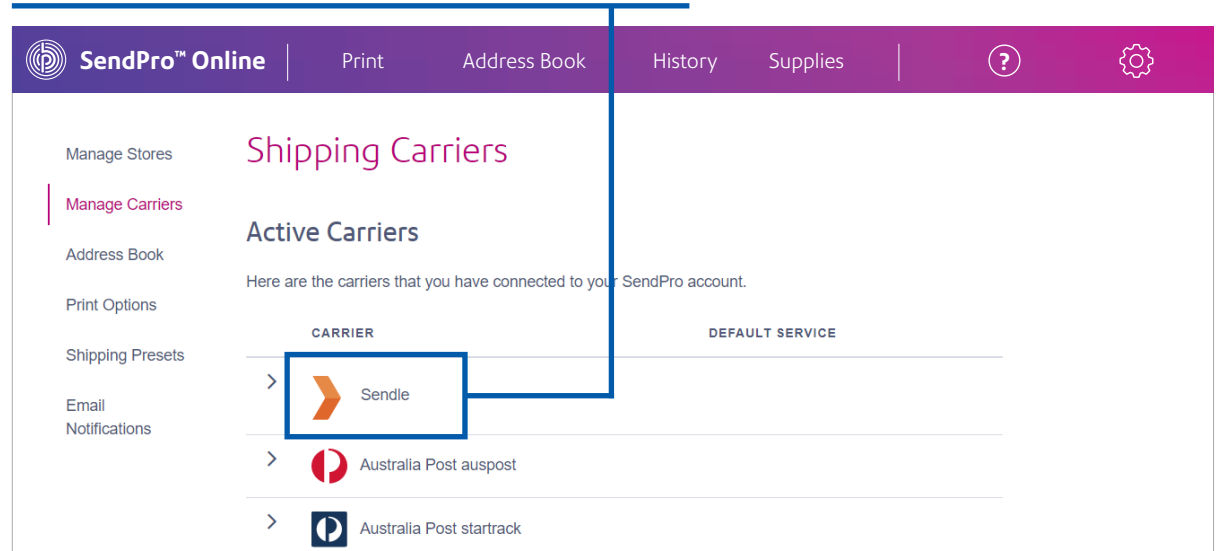 SendPro™ Online
Print
Address Book
History
Supplies
?
Manage Stores
Manage Carriers
Address Book
Print Options
Shipping Presets
Email
Notifications
Shipping Carriers
Active Carriers
Here are the carriers that you have connected to your SendPro account.
CARRIER DEFAULT SERVICE
Sendle
Australia Post auspost
Australia Post startrack